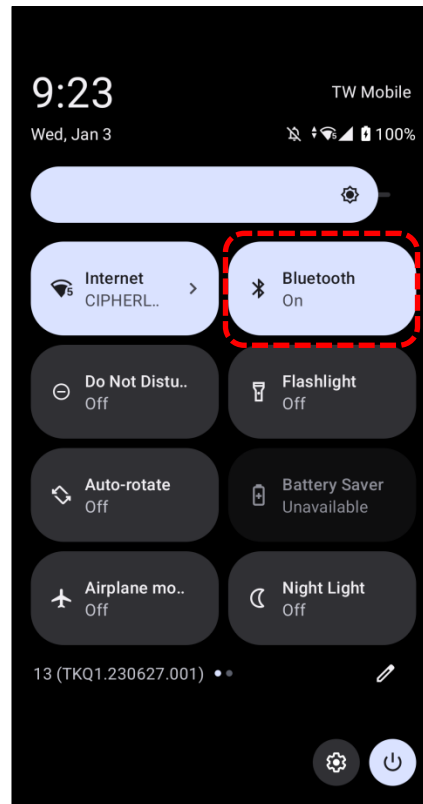 9:23
TW Mobile
Wed, Jan 3
100%
Internet
CIPHERL..
Bluetooth
On
Do Not Distu..
Off
Flashlight
Off
Auto-rotate
Off
Battery Saver
Unavailable
Airplane mo..
Off
Night Light
Off
13 (TKQ1.230627.001)